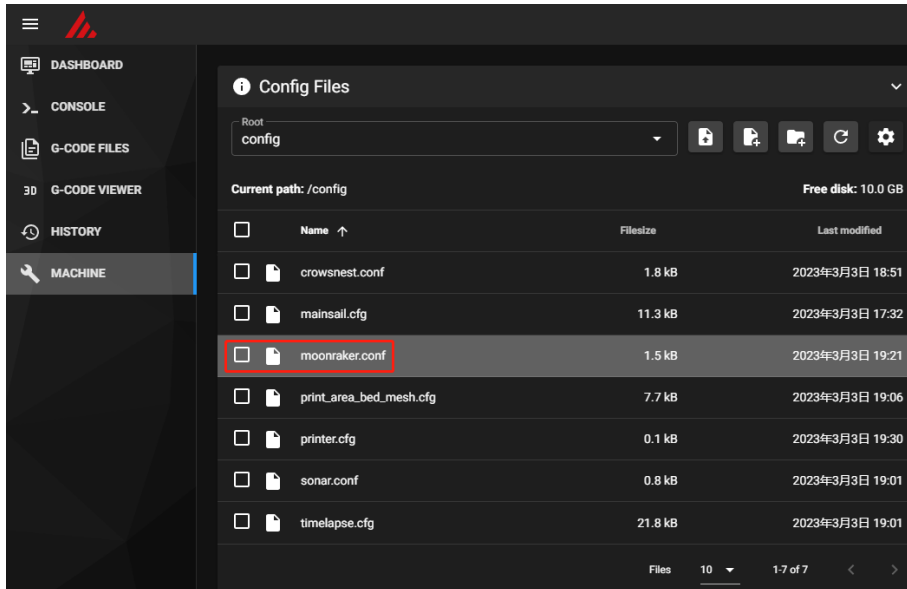 DASHBOARD
CONSOLE
G-CODE FILES
3D G-CODE VIEWER
HISTORY
MACHINE
Config Files
Root
config
Current path: /config Free disk: 10.0 GB
Name Filesize Last modified
crowsnest.conf 1.8 kB 2023年3月3日 18:51
mainsail.cfg 11.3 kB 2023年3月3日 17:32
moonraker.conf 1.5 kB 2023年3月3日 19:21
print_area_bed_mesh.cfg 7.7 kB 2023年3月3日 19:06
printer.cfg 0.1 kB 2023年3月3日 19:30
sonar.conf 0.8 kB 2023年3月3日 19:01
timelapse.cfg 21.8 kB 2023年3月3日 19:01
Files 10 1-7 of 7